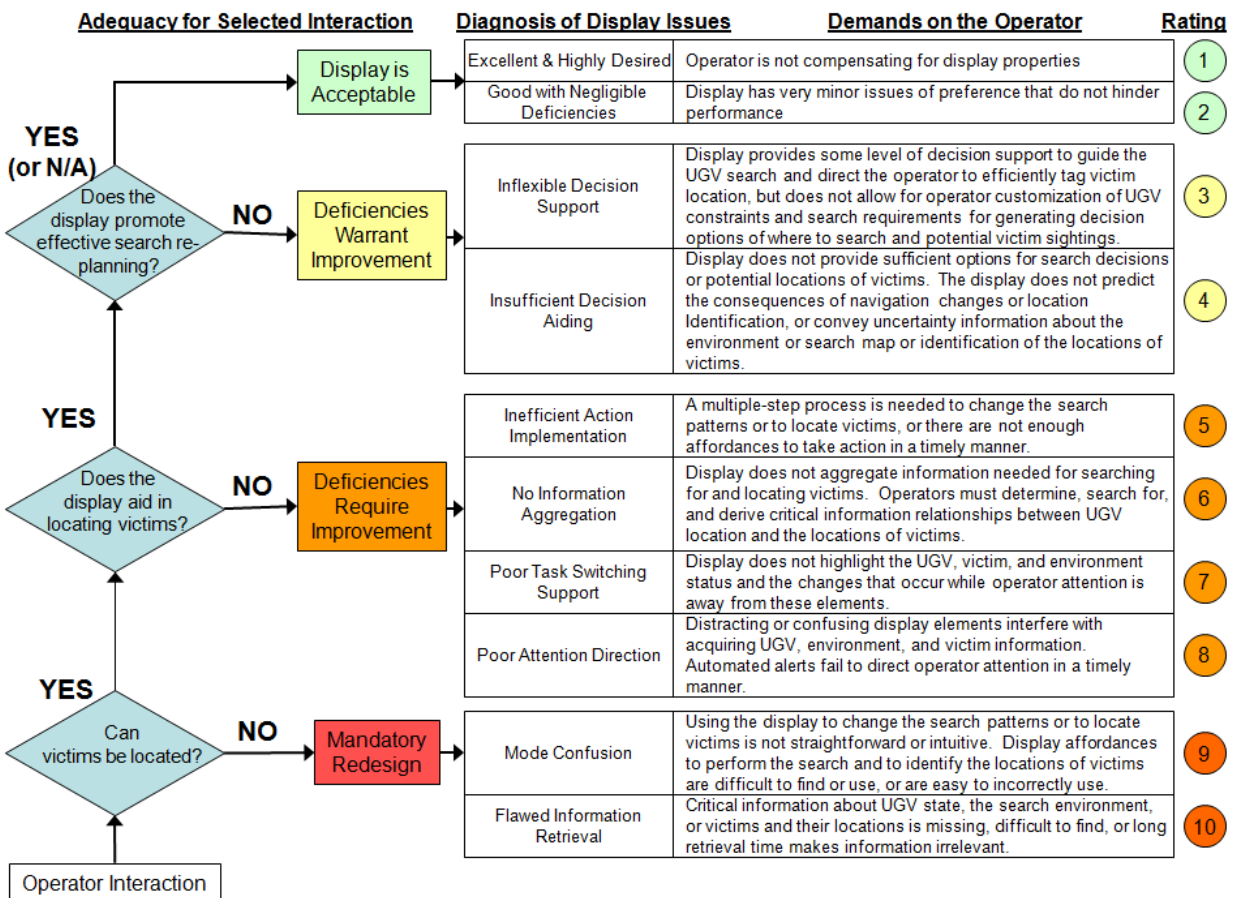 Adequacy for Selected Interaction
Diagnosis of Display Issues
Demands on the Operator
Rating
Display is
Acceptable
Excellent & Highly Desired
Operator is not compensating for display properties
1
Good with Negligible
Deficiencies
Display has very minor issues of preference that do not hinder
performance
2
YES
(or N/A)
Does the
display promote
effective search re-
planning?
NO
Deficiencies
Warrant
Improvement
Inflexible Decision
Support
Display provides some level of decision support to guide the
UGV search and direct the operator to efficiently tag victim
location, but does not allow for operator customization of UGV
constraints and search requirements for generating decision
options of where to search and potential victim sightings.
3
Insufficient Decision
Aiding
Display does not provide sufficient options for search decisions
or potential locations of victims. The display does not predict
the consequences of navigation changes or location
Identification, or convey uncertainty information about the
environment or search map or identification of the locations of
victims.
4
YES
Does the
display aid in
locating victims?
NO
Deficiencies
Require
Improvement
Inefficient Action
Implementation
A multiple-step process is needed to change the search
patterns or to locate victims, or there are not enough
affordances to take action in a timely manner.
5
No Information
Aggregation
Display does not aggregate information needed for searching
for and locating victims. Operators must determine, search for,
and derive critical information relationships between UGV
location and the locations of victims.
6
Poor Task Switching
Support
Display does not highlight the UGV, victim, and environment
status and the changes that occur while operator attention is
away from these elements.
7
Poor Attention Direction
Distracting or confusing display elements interfere with
acquiring UGV, environment, and victim information.
Automated alerts fail to direct operator attention in a timely
manner.
8
YES
Can
victims be located?
NO
Mandatory
Redesign
Mode Confusion
Using the display to change the search patterns or to locate
victims is not straightforward or intuitive. Display affordances
to perform the search and to identify the locations of victims
are difficult to find or use, or are easy to incorrectly use.
9
Flawed Information
Retrieval
Critical information about UGV state, the search environment,
or victims and their locations is missing, difficult to find, or long
retrieval time makes information irrelevant.
10
Operator Interaction